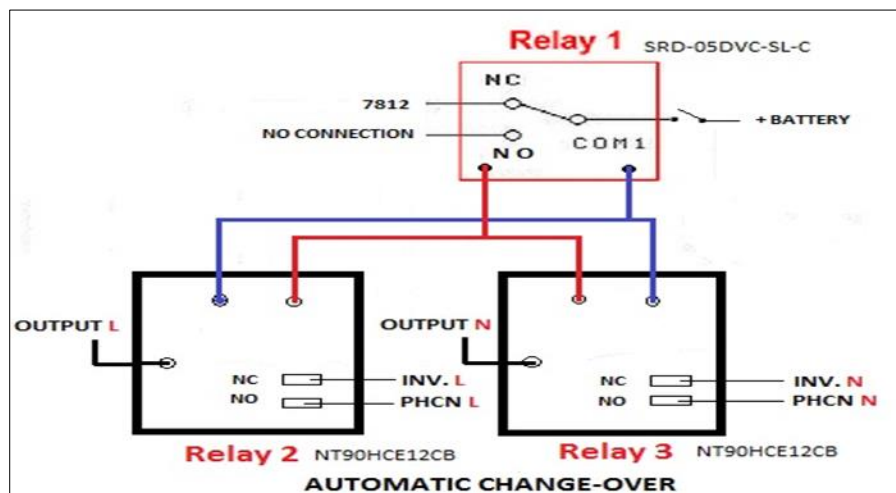 Relay 1 SRD-05DVC-SL-C
NC
7812
+ BATTERY
NO CONNECTION
COM1
NO
OUTPUT L
OUTPUT N
NC INV. L
NO PHCN L
NC INV. N
NO PHCN N
Relay 2 NT90HCE12CB
Relay 3 NT90HCE12CB
AUTOMATIC CHANGE-OVER